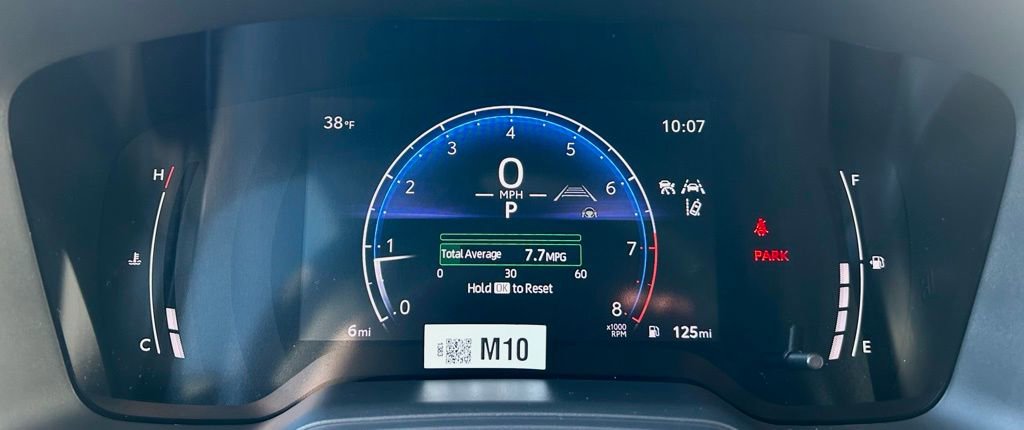 38°F
10:07
H
C
0
1
2
3
4
5
6
7
8
0
MPH
P
Total Average 7.7MPG
0 30 60
Hold OK to Reset
6mi
x1000
RPM
125mi
1383
M10
PARK
F
E